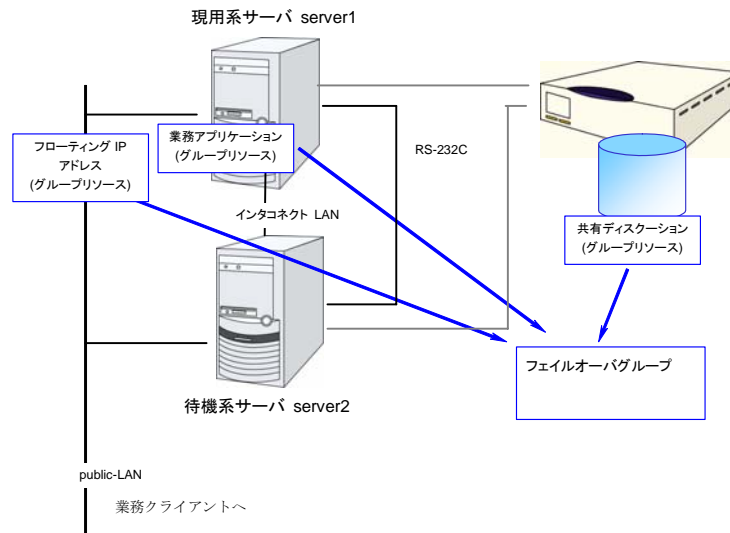 現用系サーバ server1
フローティング IP
アドレス
(グループリソース)
業務アプリケーション
(グループリソース)
RS-232C
インタコネクト LAN
共有ディスクーション
(グループリソース)
フェイルオーバグループ
待機系サーバ server2
public-LAN
業務クライアントへ